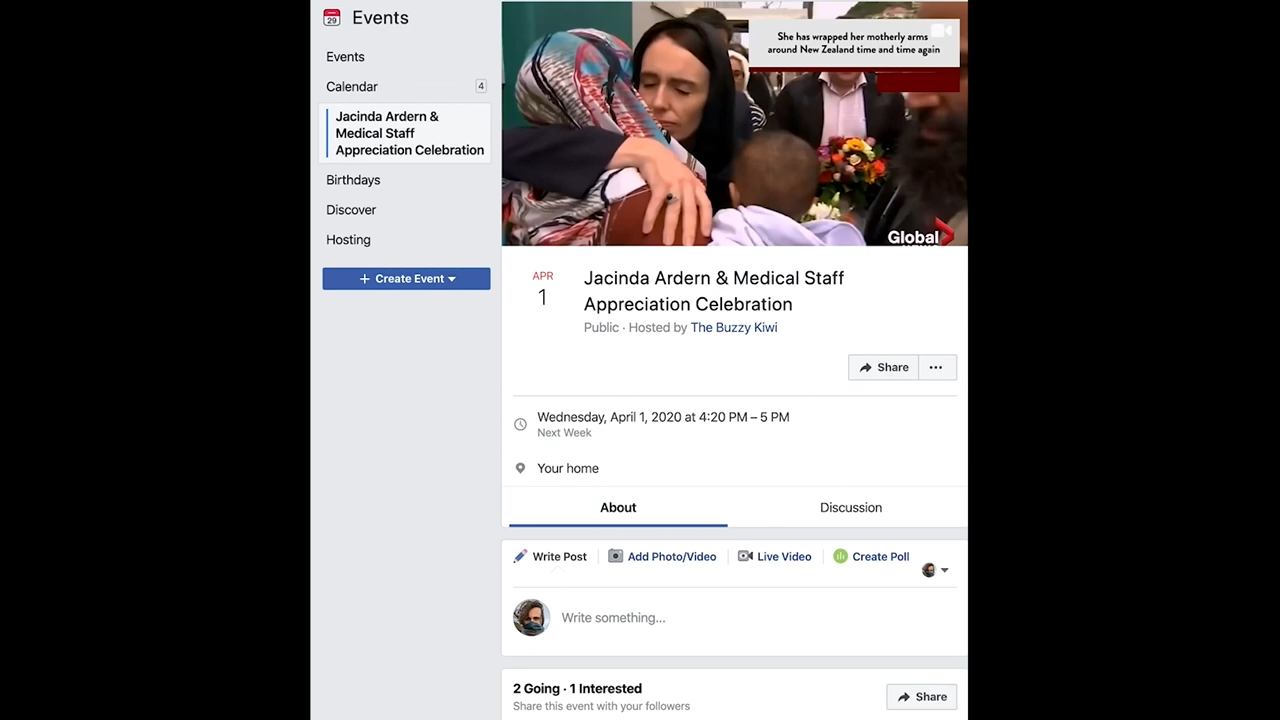 29
Events
Events
Calendar
4
Jacinda Ardern &
Medical Staff
Appreciation Celebration
Birthdays
Discover
Hosting
+ Create Event
She has wrapped her motherly arms
around New Zealand time and time again
Global
APR
1
Jacinda Ardern & Medical Staff
Appreciation Celebration
Public · Hosted by The Buzzy Kiwi
Share
...
Wednesday, April 1, 2020 at 4:20 PM – 5 PM
Next Week
Your home
About
Discussion
Write Post
Add Photo/Video
Live Video
Create Poll
Write something...
2 Going · 1 Interested
Share this event with your followers
Share